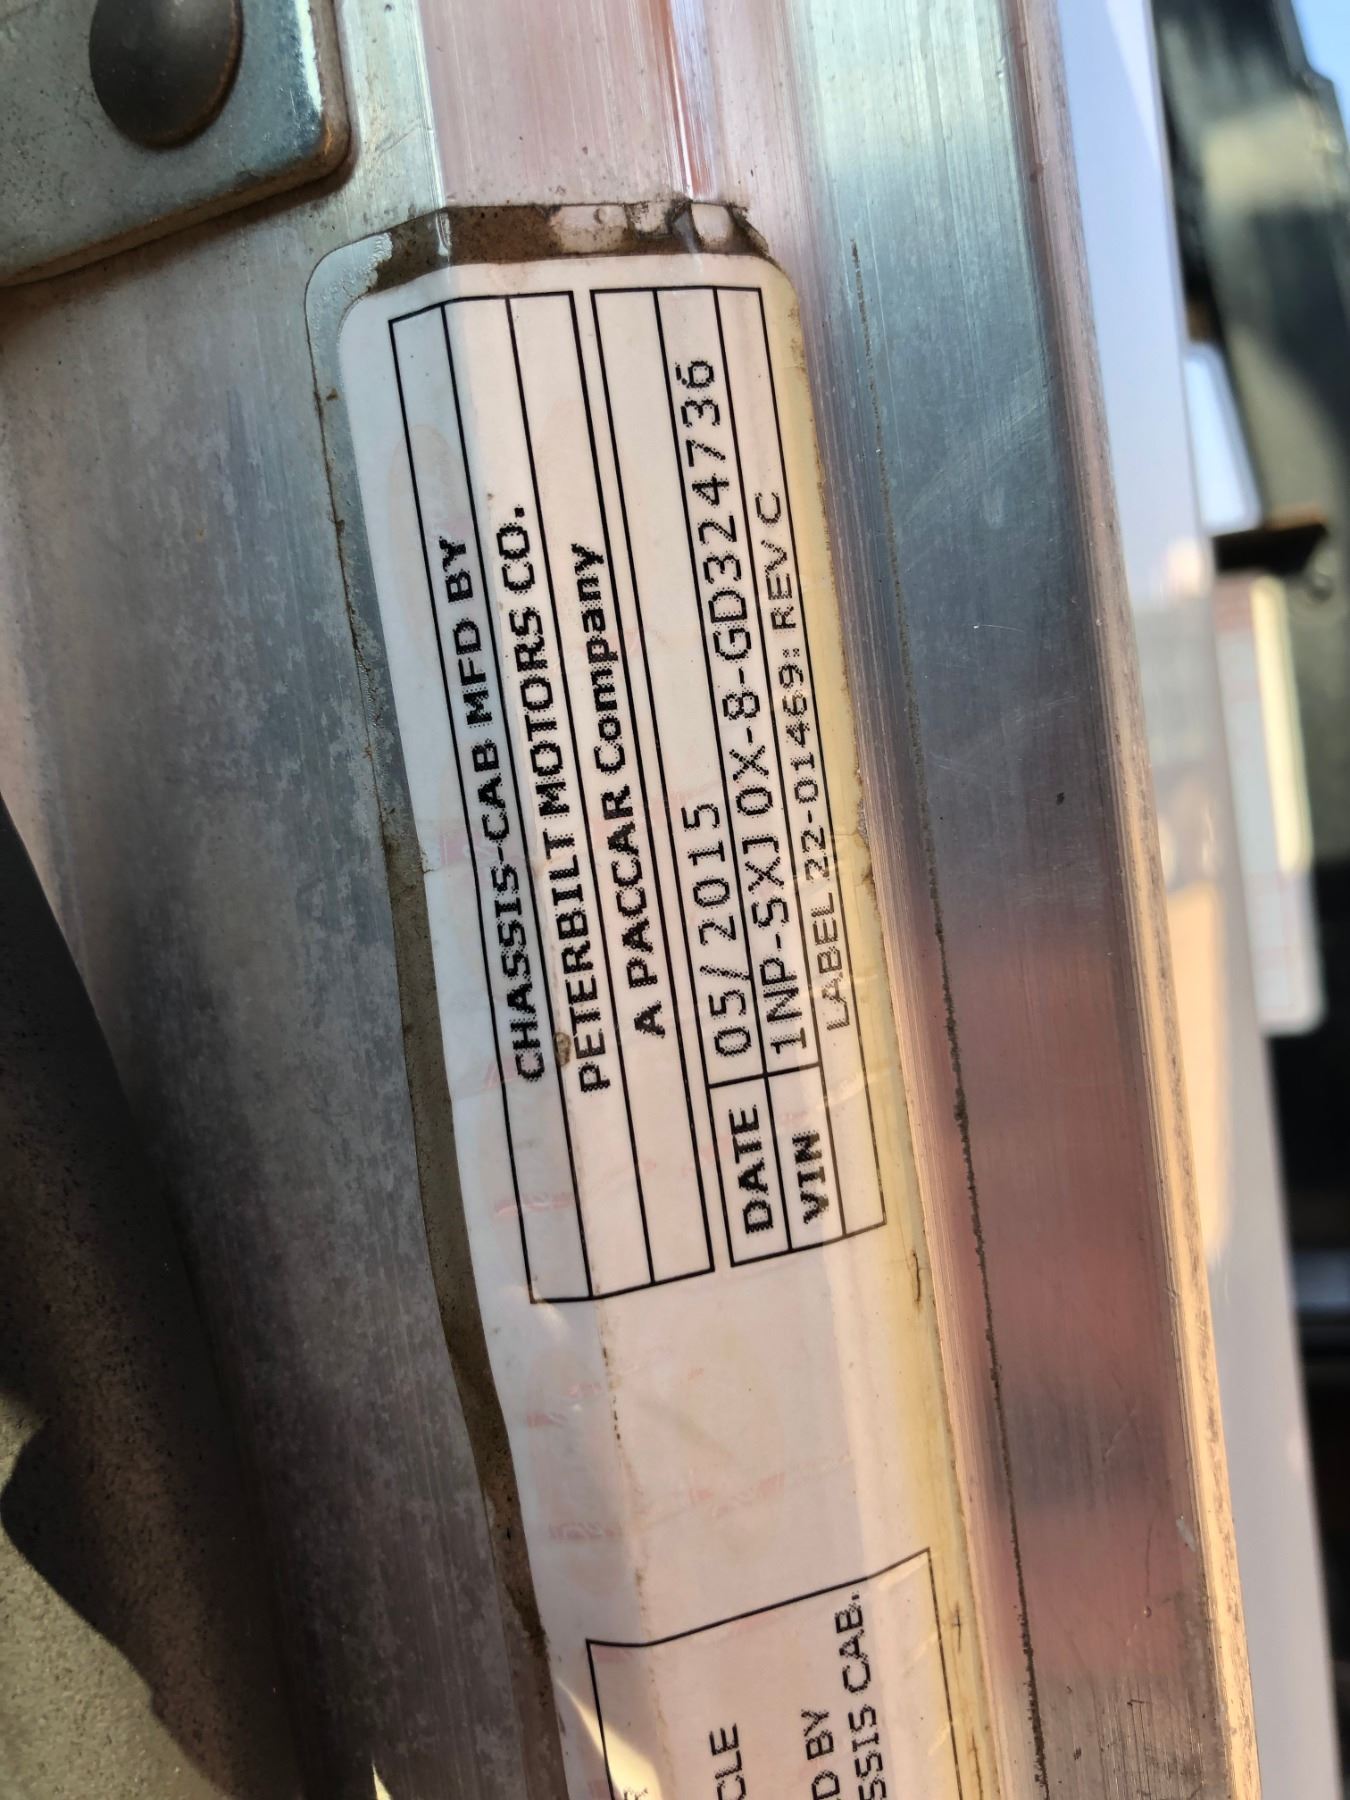 CHASSIS-CAB MFD BY
PETERBILT MOTORS CO.
A PACCAR Company
DATE 05/2015
VIN 1NP-SXJ0X-8-GD324736
LABEL 22-01469: REV C
CLE
D BY
SSIS CAB.